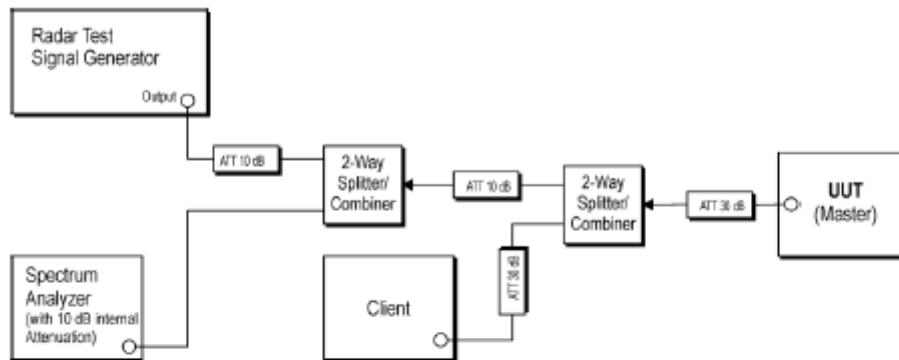 Radar Test
Signal Generator
Output
ATT 10 dB
2-Way
Splitter/
Combiner
ATT 10 dB
2-Way
Splitter/
Combiner
ATT 30 dB
UUT
(Master)
Spectrum
Analyzer
(with 10 dB internal
Attenuation)
Client
ATT 30 dB